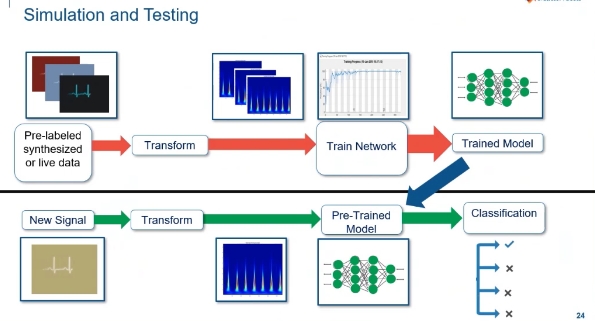 Simulation and Testing
Pre-labeled
synthesized
or live data
Transform
Train Network
Trained Model
New Signal
Transform
Pre-Trained
Model
Classification
24